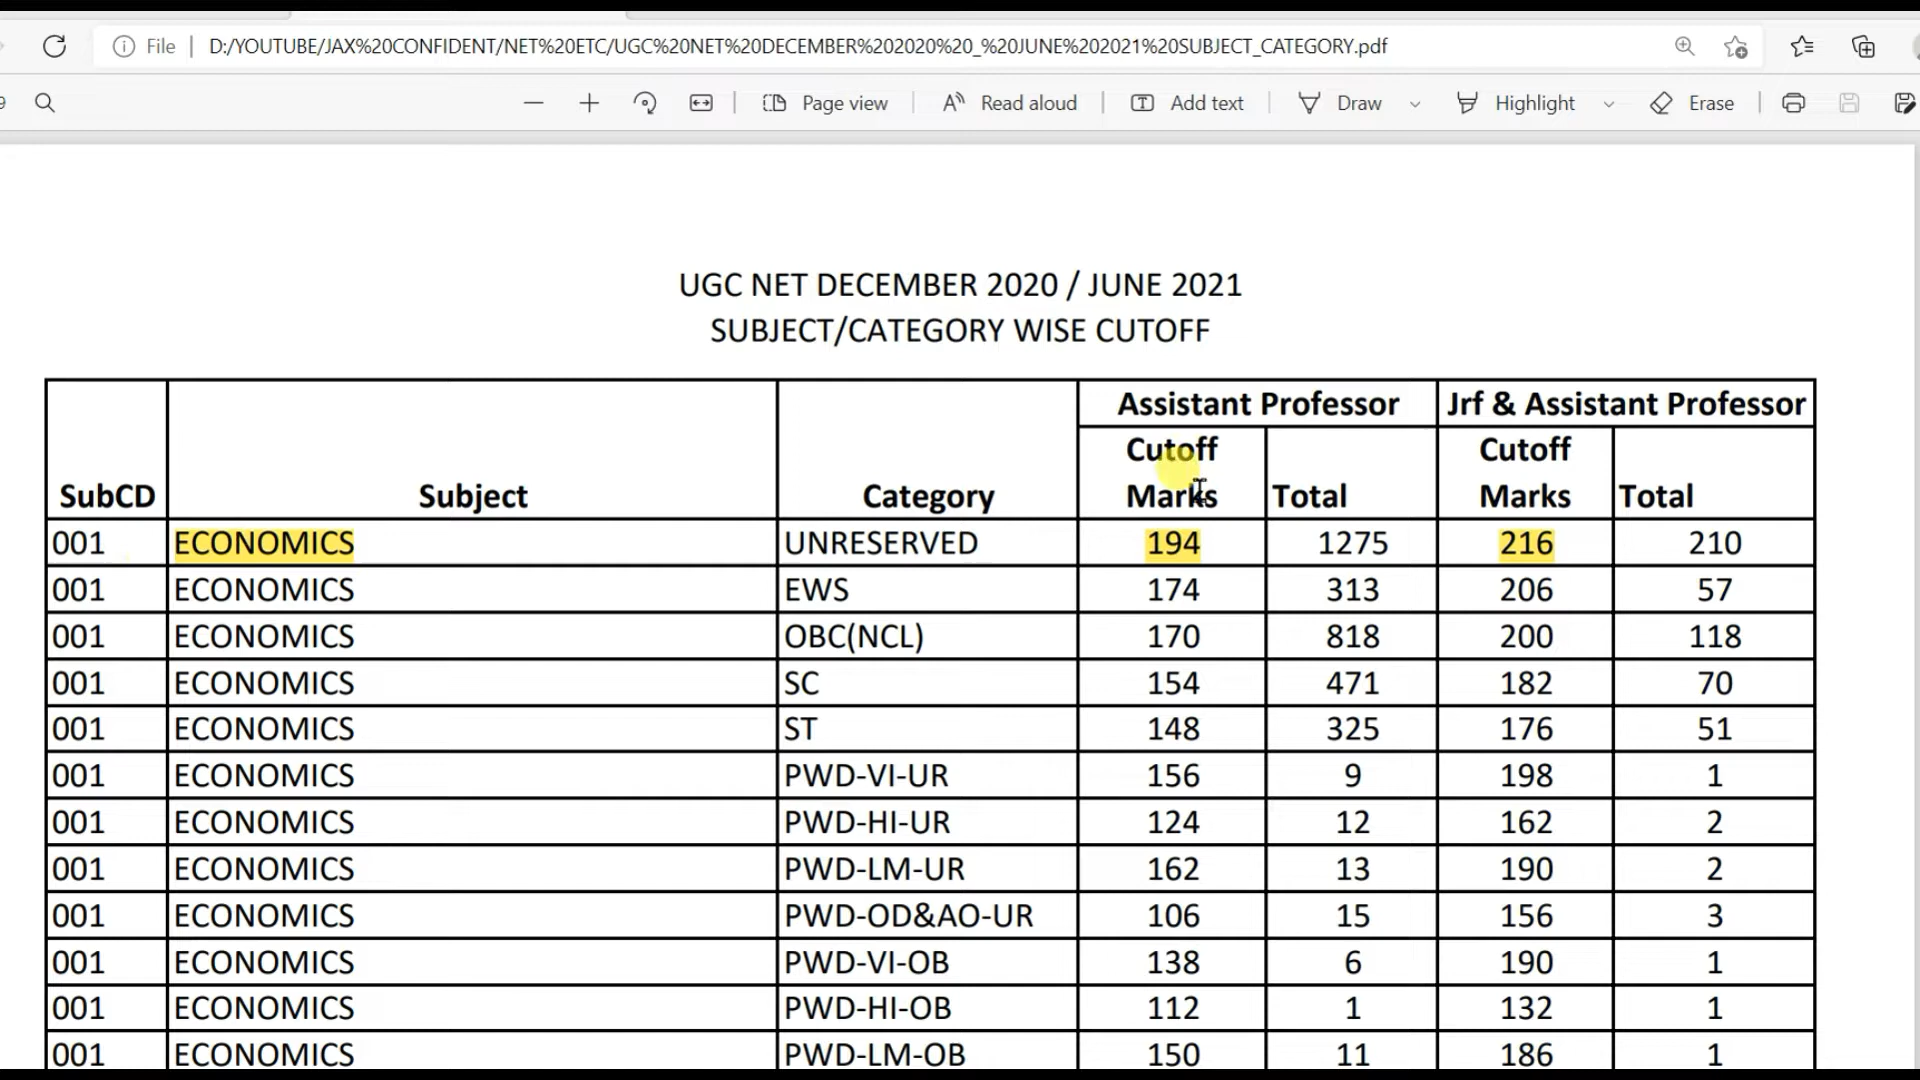 File D:/YOUTUBE/JAX%20CONFIDENT/NET%20ETC/UGC%20NET%20DECEMBER%202020%20_%20JUNE%202021%20SUBJECT_CATEGORY.pdf
9 Page view Read aloud Add text Draw Highlight Erase
UGC NET DECEMBER 2020 / JUNE 2021
SUBJECT/CATEGORY WISE CUTOFF
SubCD Subject Category Assistant Professor Jrf & Assistant Professor
Cutoff Marks Total Cutoff Marks Total
001 ECONOMICS UNRESERVED 194 1275 216 210
001 ECONOMICS EWS 174 313 206 57
001 ECONOMICS OBC(NCL) 170 818 200 118
001 ECONOMICS SC 154 471 182 70
001 ECONOMICS ST 148 325 176 51
001 ECONOMICS PWD-VI-UR 156 9 198 1
001 ECONOMICS PWD-HI-UR 124 12 162 2
001 ECONOMICS PWD-LM-UR 162 13 190 2
001 ECONOMICS PWD-OD&AO-UR 106 15 156 3
001 ECONOMICS PWD-VI-OB 138 6 190 1
001 ECONOMICS PWD-HI-OB 112 1 132 1
001 ECONOMICS PWD-LM-OB 150 11 186 1